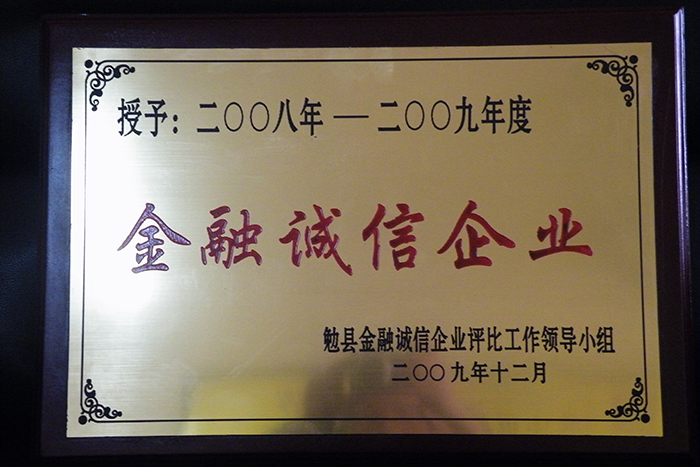 授予：二〇〇八年 — 二〇〇九年度
金融诚信企业
勉县金融诚信企业评比工作领导小组
二〇〇九年十二月